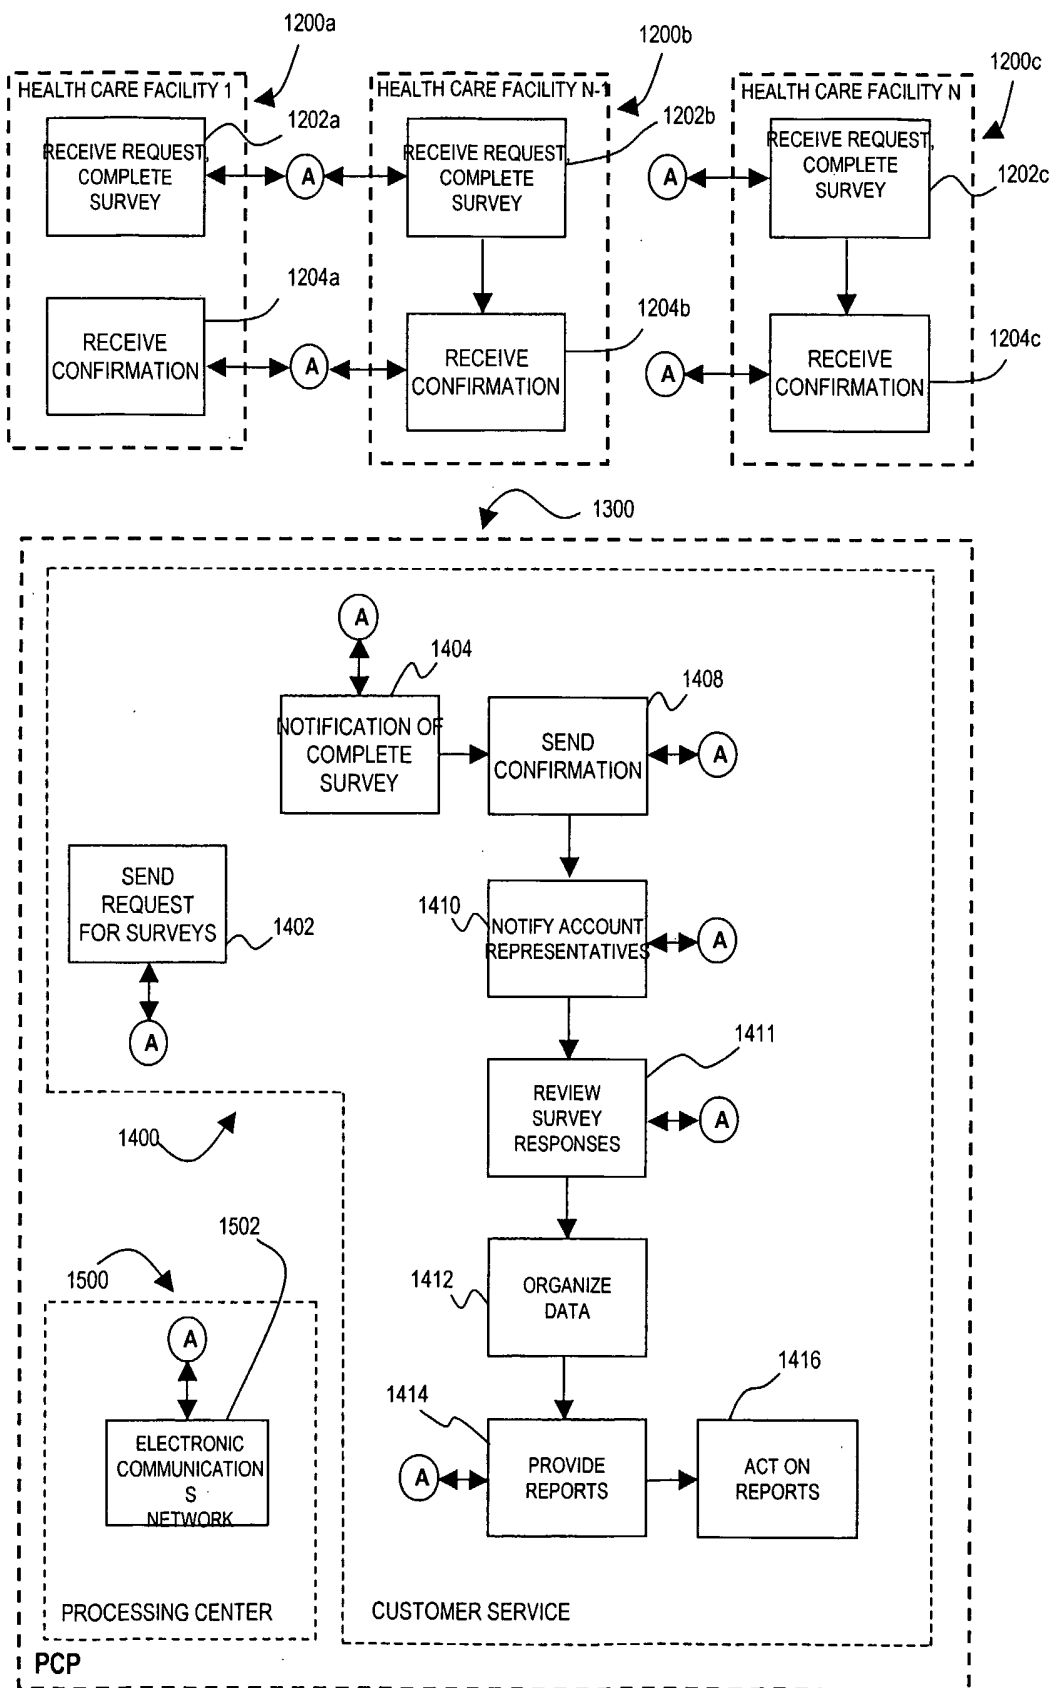 1200a
1200b
1200c
HEALTH CARE FACILITY 1
HEALTH CARE FACILITY N-1
HEALTH CARE FACILITY N
1202a
1202b
1202c
RECEIVE REQUEST,
COMPLETE
SURVEY
A
RECEIVE REQUEST,
COMPLETE
SURVEY
A
RECEIVE REQUEST,
COMPLETE
SURVEY
1204a
1204b
1204c
RECEIVE
CONFIRMATION
A
RECEIVE
CONFIRMATION
A
RECEIVE
CONFIRMATION
1300
A
1404
1408
NOTIFICATION OF
COMPLETE
SURVEY
SEND
CONFIRMATION
A
SEND
REQUEST
FOR SURVEYS
1402
A
1410
NOTIFY ACCOUNT
REPRESENTATIVES
A
1411
REVIEW
SURVEY
RESPONSES
A
1400
1502
1500
A
ELECTRONIC
COMMUNICATION
S
NETWORK
1412
ORGANIZE
DATA
1414
1416
A
PROVIDE
REPORTS
ACT ON
REPORTS
PROCESSING CENTER
CUSTOMER SERVICE
PCP